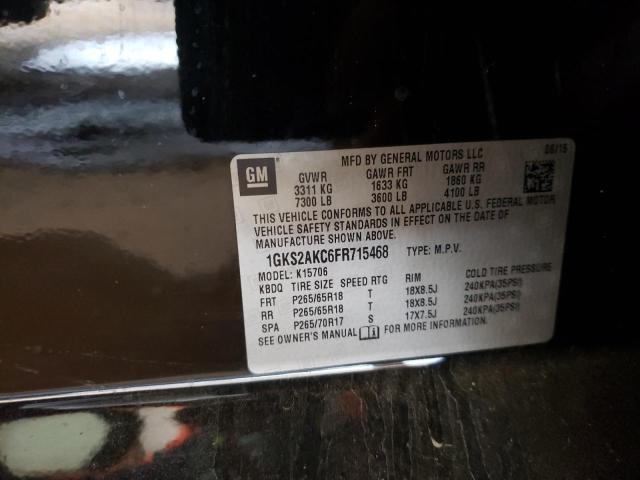 GM
MFD BY GENERAL MOTORS LLC
06/15
GVWR GAWR FRT GAWR RR
3311 KG 1633 KG 1860 KG
7300 LB 3600 LB 4100 LB
THIS VEHICLE CONFORMS TO ALL APPLICABLE U.S. FEDERAL MOTOR
VEHICLE SAFETY STANDARDS IN EFFECT ON THE DATE OF
MANUFACTURE SHOWN ABOVE.
1GKS2AKC6FR715468 TYPE: M.P.V.
MODEL: K15706
KBDQ TIRE SIZE SPEED RTG RIM COLD TIRE PRESSURE
FRT P265/65R18 T 18X8.5J 240KPA(35PSI)
RR P265/65R18 T 18X8.5J 240KPA(35PSI)
SPA P265/70R17 S 17X7.5J 240KPA(35PSI)
SEE OWNER'S MANUAL FOR MORE INFORMATION.